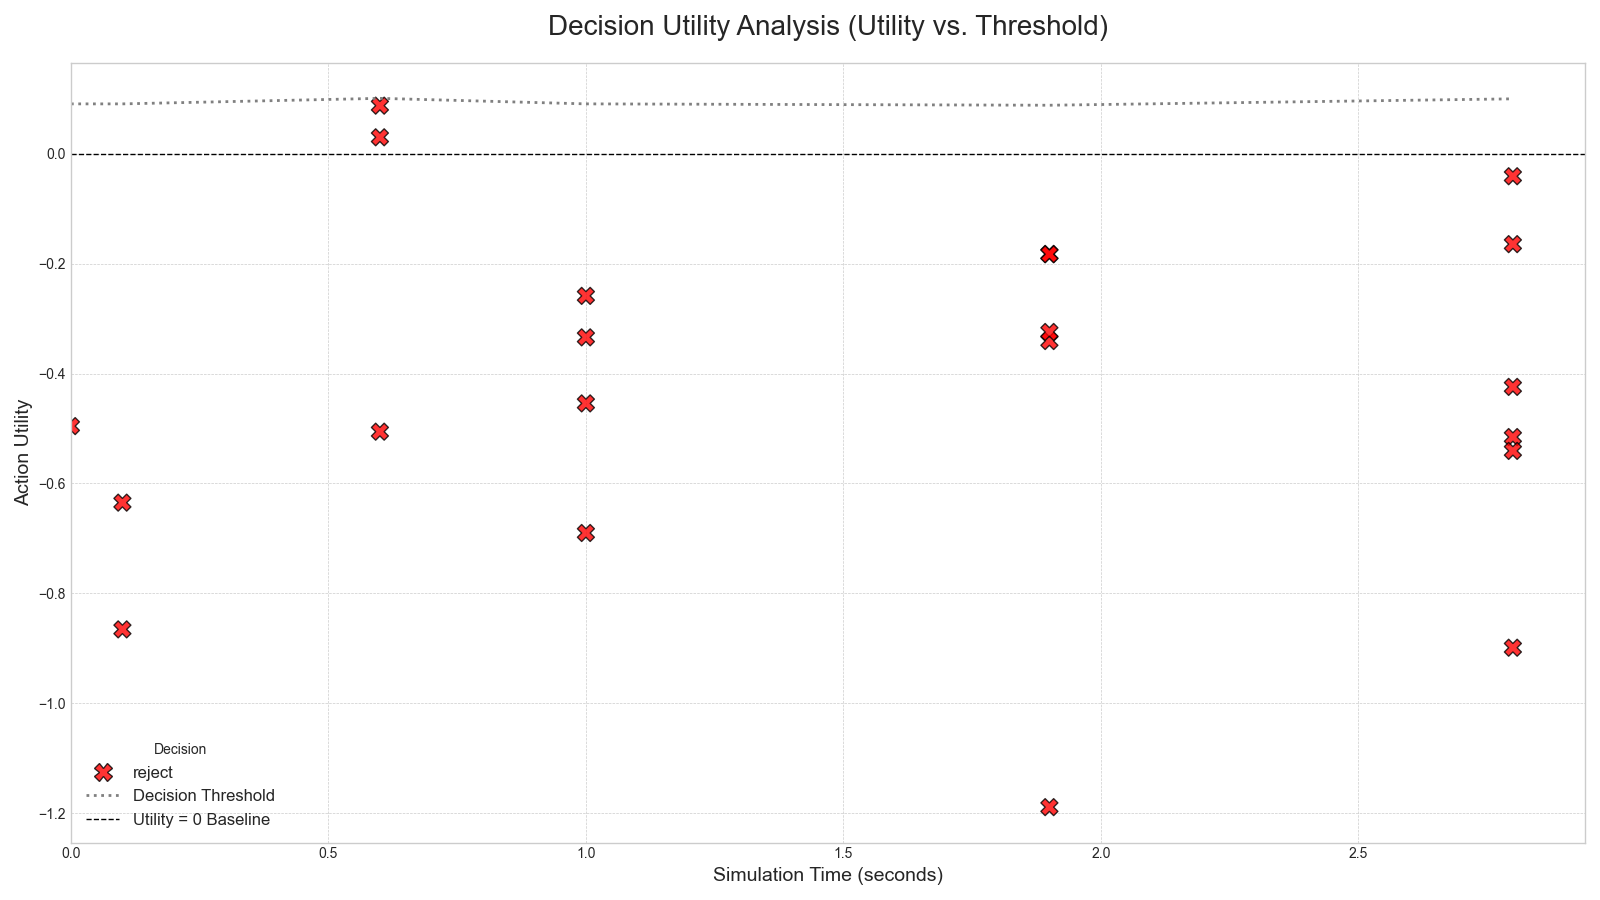 Decision Utility Analysis (Utility vs. Threshold)
Action Utility
0.0
−0.2
−0.4
−0.6
−0.8
−1.0
−1.2
Decision
reject
Decision Threshold
Utility = 0 Baseline
0.0 0.5 1.0 1.5 2.0 2.5
Simulation Time (seconds)